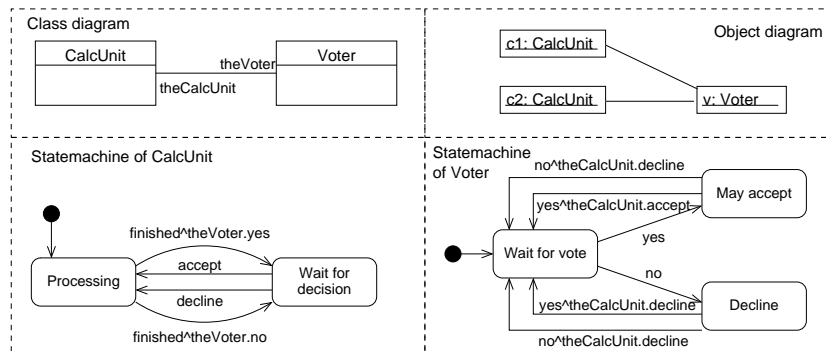 Class diagram
CalcUnit
Voter
theVoter
theCalcUnit
Object diagram
c1: CalcUnit
c2: CalcUnit
v: Voter
Statemachine of CalcUnit
finished^theVoter.yes
Processing
accept
Wait for
decision
decline
finished^theVoter.no
Statemachine
of Voter
no^theCalcUnit.decline
May accept
yes^theCalcUnit.accept
Wait for vote
yes
no
yes^theCalcUnit.decline
Decline
no^theCalcUnit.decline